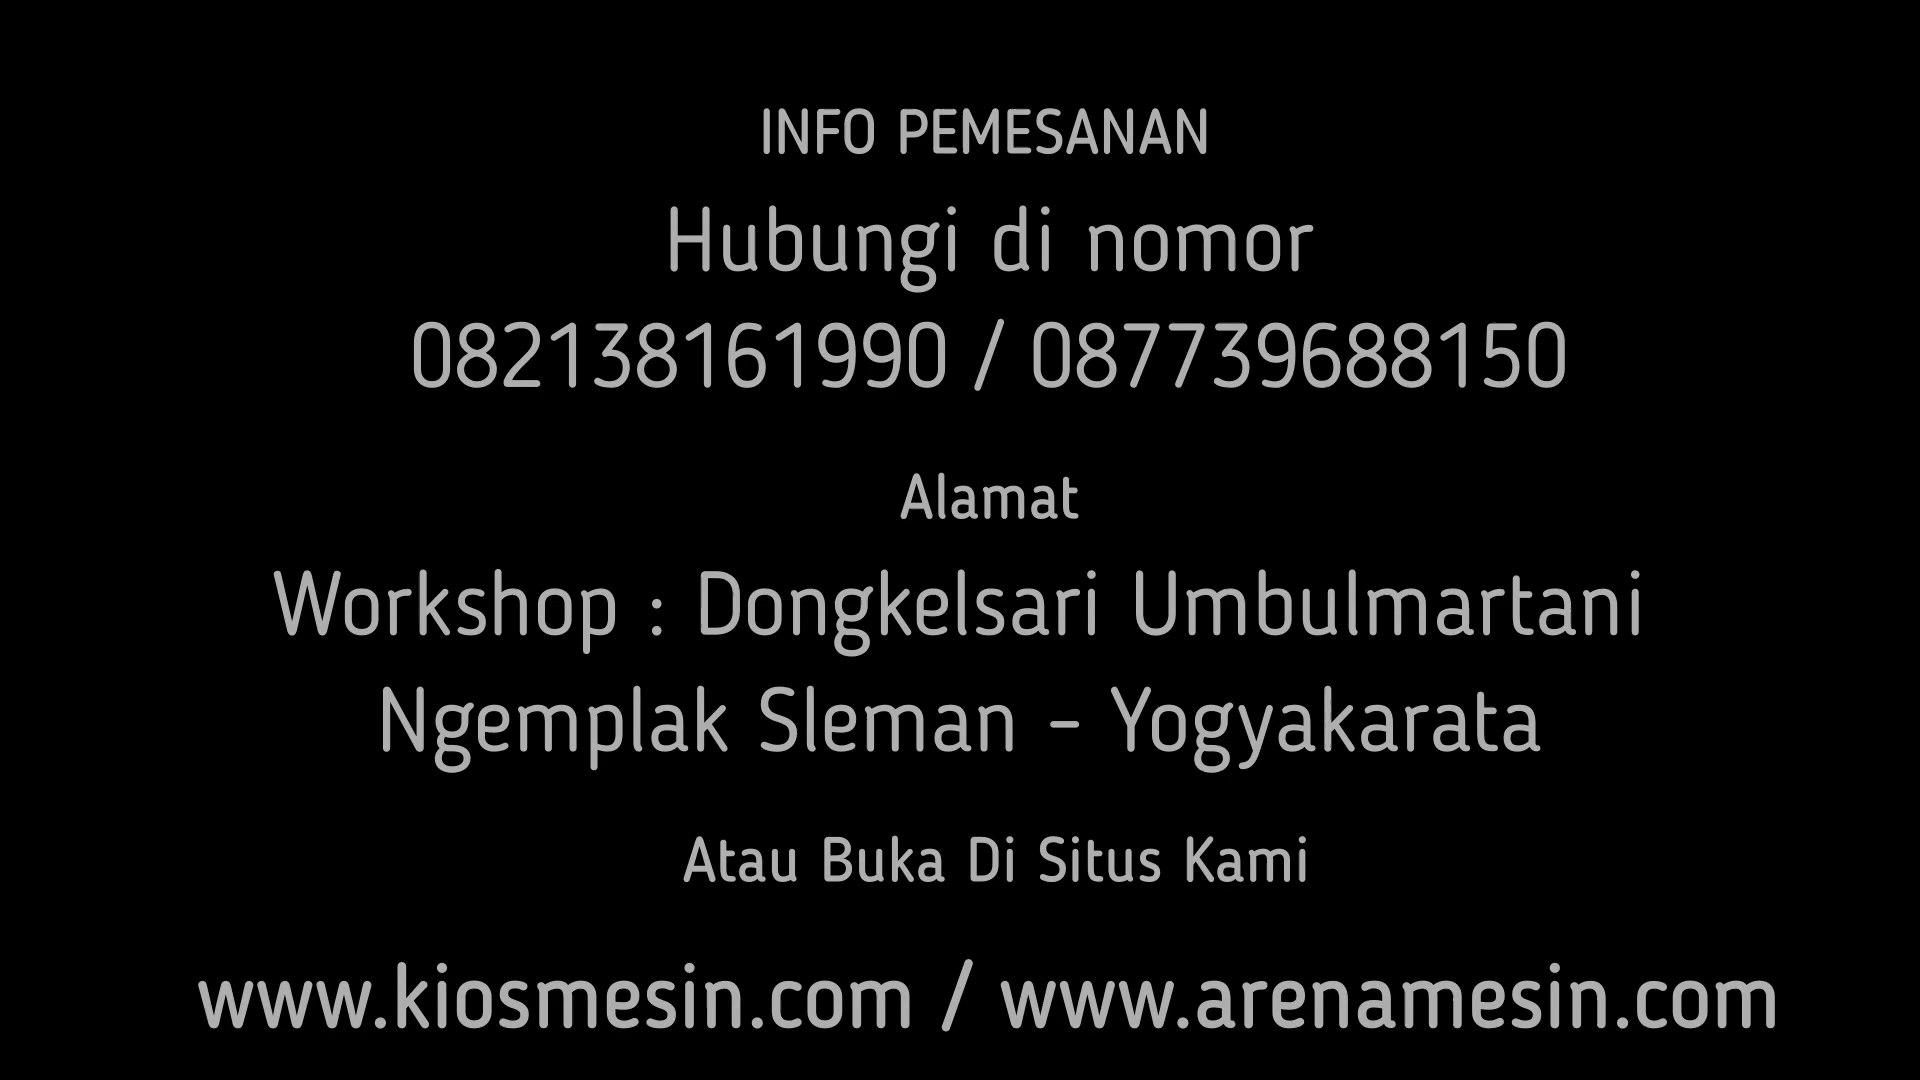 INFO PEMESANAN
Hubungi di nomor
082138161990 / 087739688150
Alamat
Workshop : Dongkelsari Umbulmartani
Ngemplak Sleman - Yogyakarata
Atau Buka Di Situs Kami
www.kiosmesin.com / www.arenamesin.com